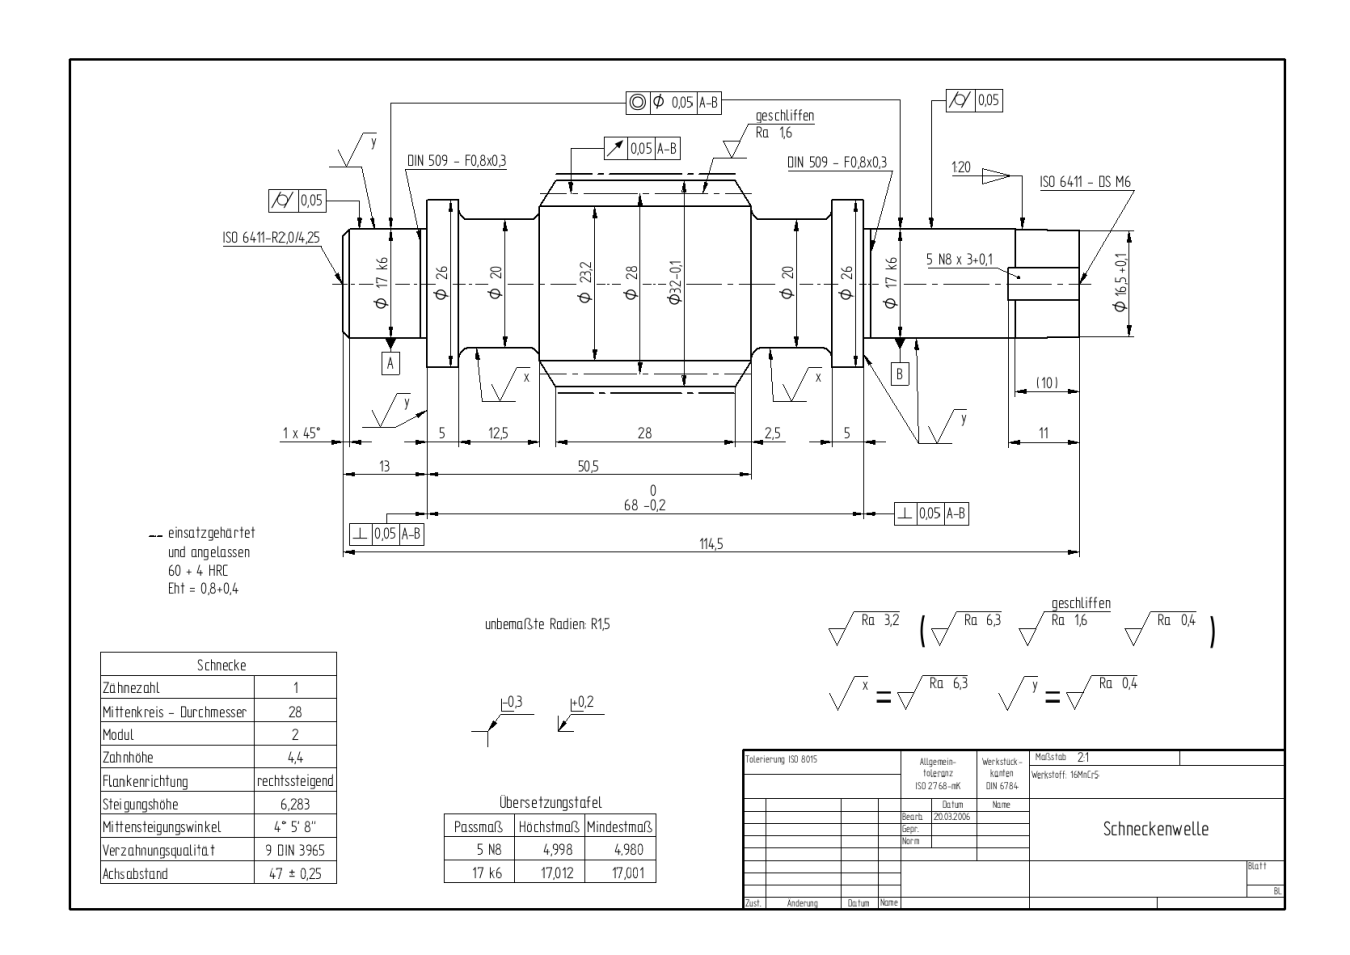 ⌀ 0,05 A-B
0,05
geschliffen
Ra 1,6
y
0,05 A-B
DIN 509 - F0,8x0,3
DIN 509 - F0,8x0,3
1:20
ISO 6411 - DS M6
0,05
ISO 6411-R2,0/4,25
5 N8 x 3+0,1
⌀ 17 k6
⌀ 26
⌀ 20
⌀ 23,2
⌀ 28
⌀32-0,1
⌀ 20
⌀ 26
⌀ 17 k6
⌀ 16,5 +0,1
A
B
x
x
(10)
y
y
1 x 45°
5
12,5
28
2,5
5
11
13
50,5
0
68 -0,2
0,05 A-B
0,05 A-B
114,5
einsatzgehärtet
und angelassen
60 + 4 HRC
Eht = 0,8+0,4
unbemaßte Radien: R1,5
geschliffen
Ra 3,2 ( Ra 6,3 Ra 1,6 Ra 0,4 )
x = Ra 6,3 y = Ra 0,4
-0,3 +0,2
Schnecke
Zähnezahl 1
Mittenkreis - Durchmesser 28
Modul 2
Zahnhöhe 4,4
Flankenrichtung rechtssteigend
Steigungshöhe 6,283
Mittensteigungswinkel 4° 5' 8"
Verzahnungsqualität 9 DIN 3965
Achsabstand 47 ± 0,25
Übersetzungstafel
Passmaß Höchstmaß Mindestmaß
5 N8 4,998 4,980
17 k6 17,012 17,001
Tolerierung ISO 8015
Allgemein-
toleranz
ISO 2768-mK
Werkstück-
kanten
DIN 6784
Maßstab 2:1
Werkstoff: 16MnCr5
Datum Name
Bearb. 20.03.2006
Gepr.
Norm
Schneckenwelle
Blatt
Bl.
Zust. Änderung Datum Name